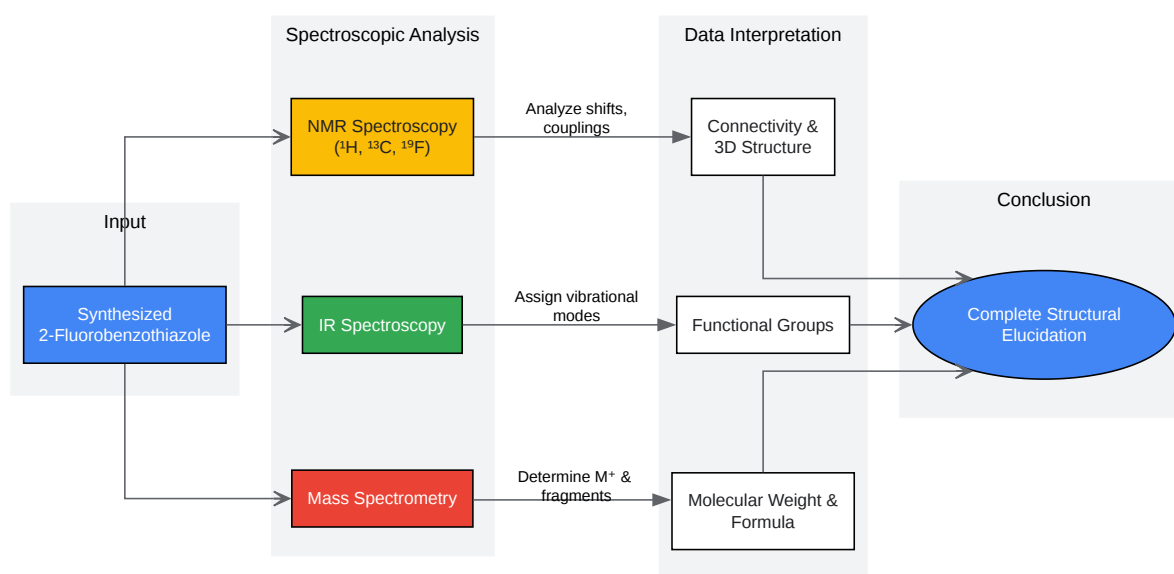 Spectroscopic Analysis
Data Interpretation
NMR Spectroscopy
(¹H, ¹³C, ¹⁹F)
Analyze shifts,
couplings
Connectivity &
3D Structure
Input
Conclusion
Synthesized
2-Fluorobenzothiazole
IR Spectroscopy
Assign vibrational
modes
Functional Groups
Complete Structural
Elucidation
Mass Spectrometry
Determine M⁺ &
fragments
Molecular Weight &
Formula